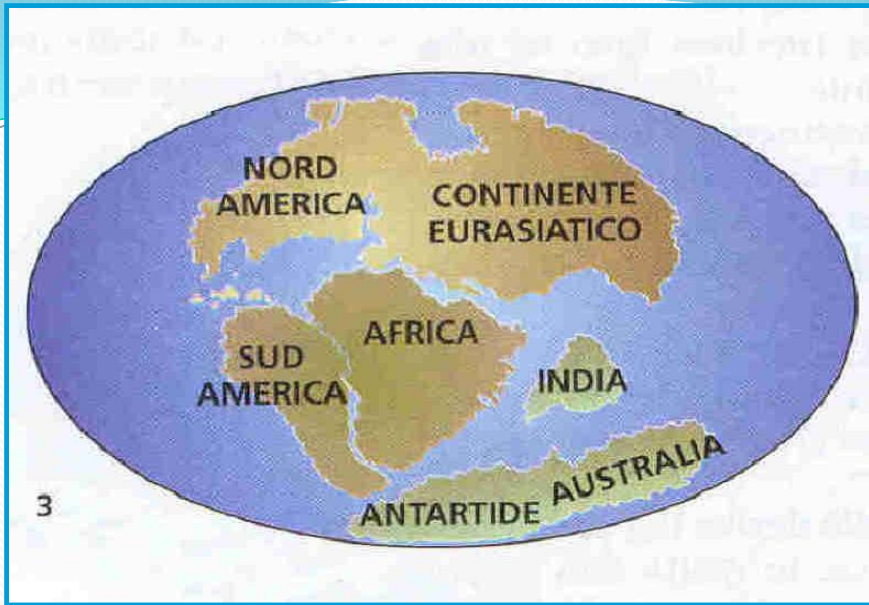 NORD
AMERICA
CONTINENTE
EURASIATICO
AFRICA
SUD
AMERICA
INDIA
ANTARTIDE
AUSTRALIA
3